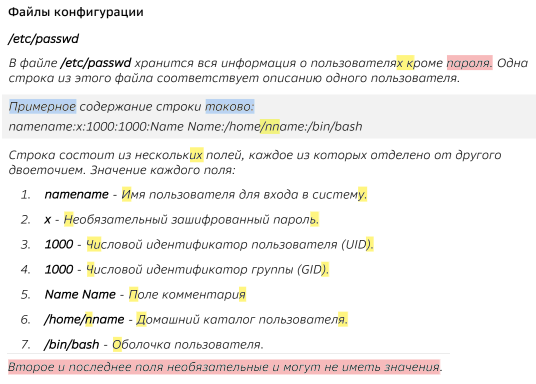 Файлы конфигурации
/etc/passwd
В файле /etc/passwd хранится вся информация о пользователях кроме пароля. Одна
строка из этого файла соответствует описанию одного пользователя.
Примерное содержание строки таково:
namename:x:1000:1000:Name Name:/home/nname:/bin/bash
Строка состоит из нескольких полей, каждое из которых отделено от другого
двоеточием. Значение каждого поля:
1. namename - Имя пользователя для входа в систему.
2. x - Необязательный зашифрованный пароль.
3. 1000 - Числовой идентификатор пользователя (UID).
4. 1000 - Числовой идентификатор группы (GID).
5. Name Name - Поле комментария
6. /home/nname - Домашний каталог пользователя.
7. /bin/bash - Оболочка пользователя.
Второе и последнее поля необязательные и могут не иметь значения.